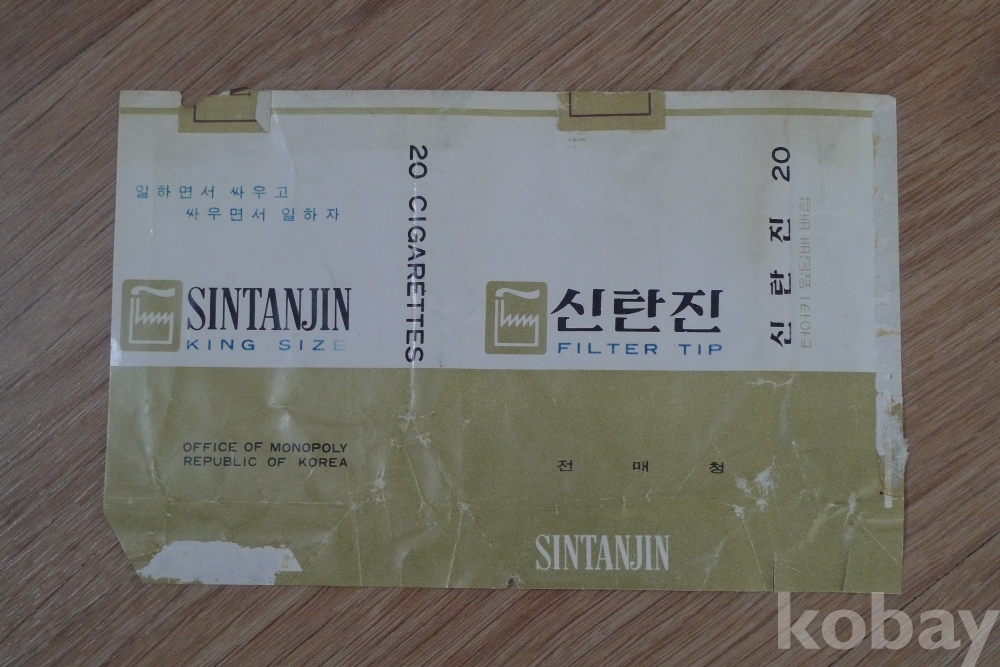 일하면서 싸우고
싸우면서 일하자
SINTANJIN
KING SIZE
OFFICE OF MONOPOLY
REPUBLIC OF KOREA
20 CIGARETTES
신탄진
FILTER TIP
전매청
SINTANJIN
신탄진 20
kobay